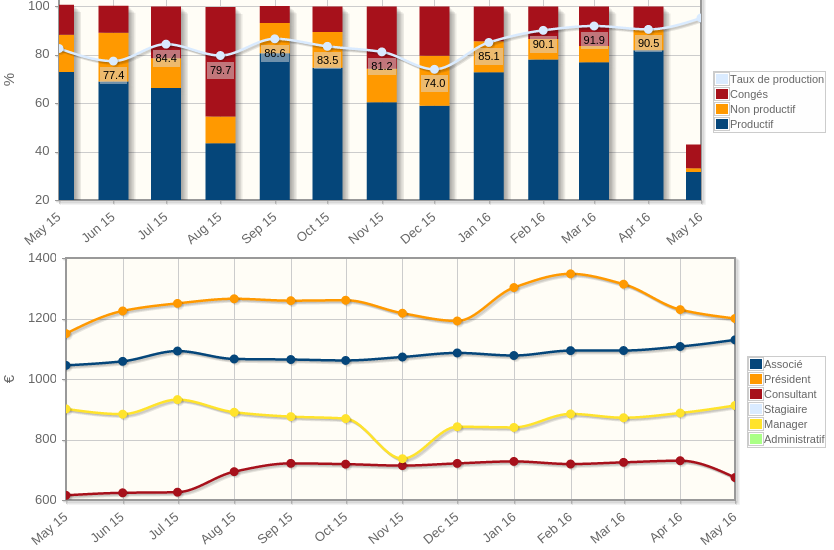 100
80
60
40
20
%
77.4
84.4
79.7
86.6
83.5
81.2
74.0
85.1
90.1
91.9
90.5
May 15
Jun 15
Jul 15
Aug 15
Sep 15
Oct 15
Nov 15
Dec 15
Jan 16
Feb 16
Mar 16
Apr 16
May 16
Taux de production
Congés
Non productif
Productif
1400
1200
1000
800
600
€
May 15
Jun 15
Jul 15
Aug 15
Sep 15
Oct 15
Nov 15
Dec 15
Jan 16
Feb 16
Mar 16
Apr 16
May 16
Associé
Président
Consultant
Stagiaire
Manager
Administratif